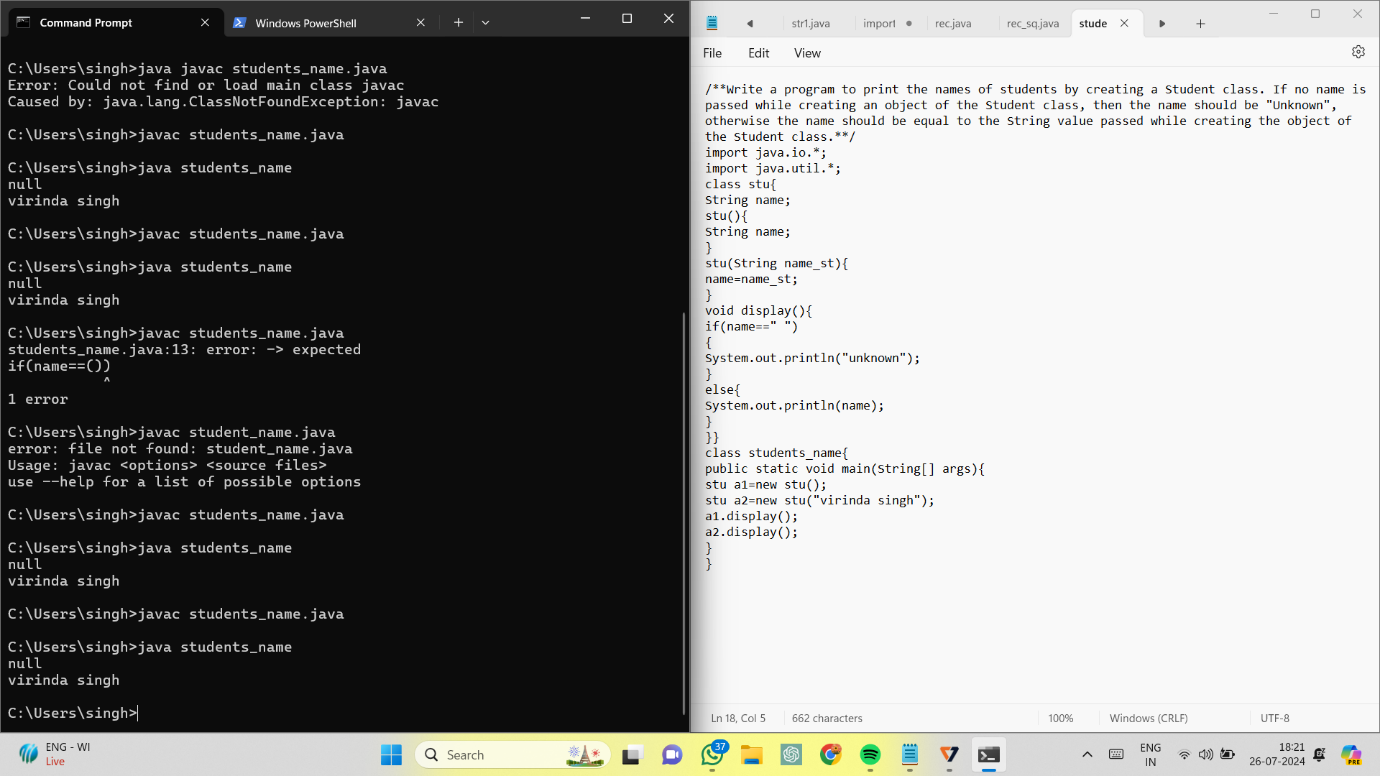 Command Prompt
Windows PowerShell
C:\Users\singh>java javac students_name.java
Error: Could not find or load main class javac
Caused by: java.lang.ClassNotFoundException: javac
C:\Users\singh>javac students_name.java
C:\Users\singh>java students_name
null
virinda singh
C:\Users\singh>javac students_name.java
C:\Users\singh>java students_name
null
virinda singh
C:\Users\singh>javac students_name.java
students_name.java:13: error: -> expected
if(name==())
^
1 error
C:\Users\singh>javac student_name.java
error: file not found: student_name.java
Usage: javac <options> <source files>
use --help for a list of possible options
C:\Users\singh>javac students_name.java
C:\Users\singh>java students_name
null
virinda singh
C:\Users\singh>javac students_name.java
C:\Users\singh>java students_name
null
virinda singh
C:\Users\singh>
str1.java
import
rec.java
rec_sq.java
stude
File Edit View
/**Write a program to print the names of students by creating a Student class. If no name is
passed while creating an object of the Student class, then the name should be "Unknown",
otherwise the name should be equal to the String value passed while creating the object of
the Student class.**/
import java.io.*;
import java.util.*;
class stu{
String name;
stu(){
String name;
}
stu(String name_st){
name=name_st;
}
void display(){
if(name==" ")
{
System.out.println("unknown");
}
else{
System.out.println(name);
}
}}
class students_name{
public static void main(String[] args){
stu a1=new stu();
stu a2=new stu("virinda singh");
a1.display();
a2.display();
}
}
Ln 18, Col 5
662 characters
100%
Windows (CRLF)
UTF-8
ENG - WI
Live
Search
37
ENG
IN
18:21
26-07-2024
PRE